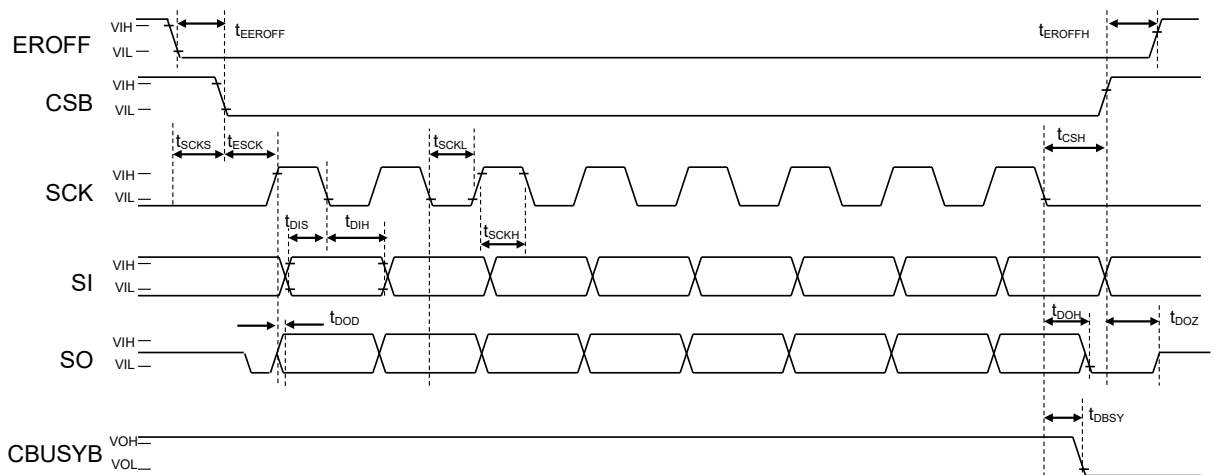 EROFF
VIH
VIL
tEEROFF
tEROFFH
CSB
VIH
VIL
tSCKS
tESCK
tSCKL
tCSH
SCK
VIH
VIL
tDIS
tDIH
tSCKH
SI
VIH
VIL
tDOD
tDOH
tDOZ
SO
VIH
VIL
tDBSY
CBUSYB
VOH
VOL